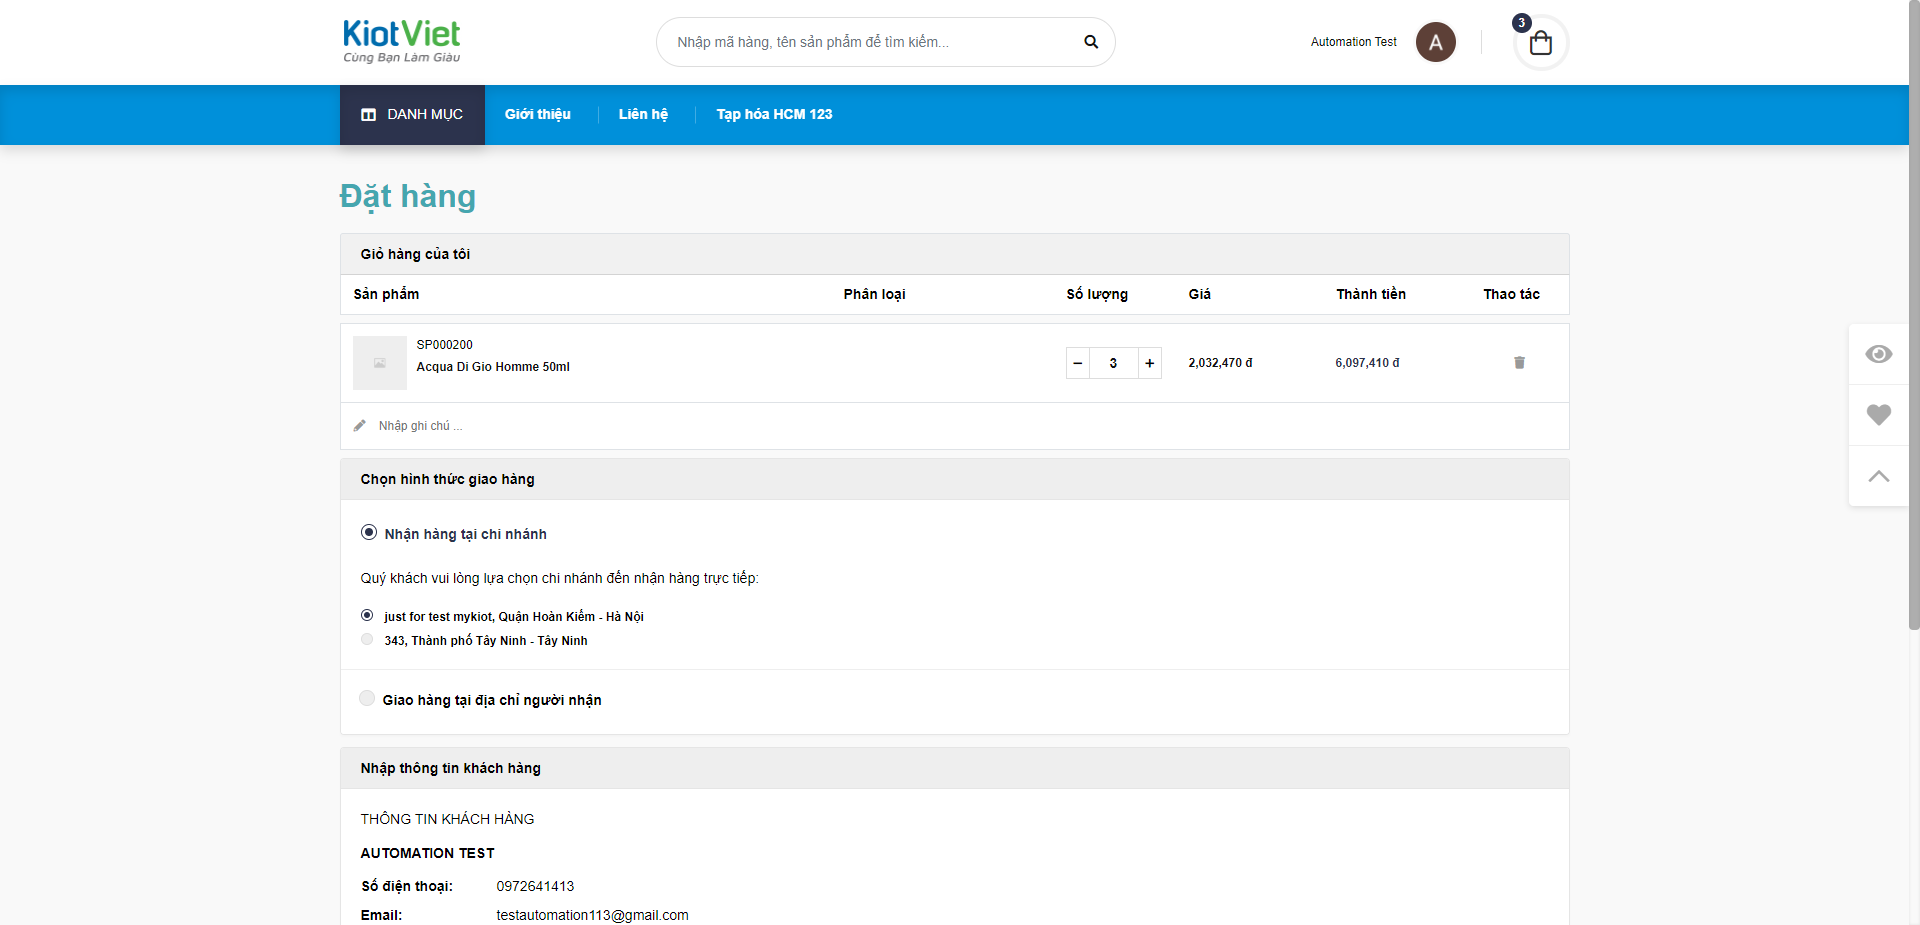 KiotViet
Cùng Bạn Làm Giàu
Nhập mã hàng, tên sản phẩm để tìm kiếm...
Automation Test
A
3
DANH MỤC
Giới thiệu
Liên hệ
Tạp hóa HCM 123
Đặt hàng
Giỏ hàng của tôi
Sản phẩm Phân loại Số lượng Giá Thành tiền Thao tác
SP000200
Acqua Di Gio Homme 50ml
− 3 + 2,032,470 đ 6,097,410 đ
Nhập ghi chú ...
Chọn hình thức giao hàng
Nhận hàng tại chi nhánh
Quý khách vui lòng lựa chọn chi nhánh đến nhận hàng trực tiếp:
just for test mykiot, Quận Hoàn Kiếm - Hà Nội
343, Thành phố Tây Ninh - Tây Ninh
Giao hàng tại địa chỉ người nhận
Nhập thông tin khách hàng
THÔNG TIN KHÁCH HÀNG
AUTOMATION TEST
Số điện thoại: 0972641413
Email: testautomation113@gmail.com